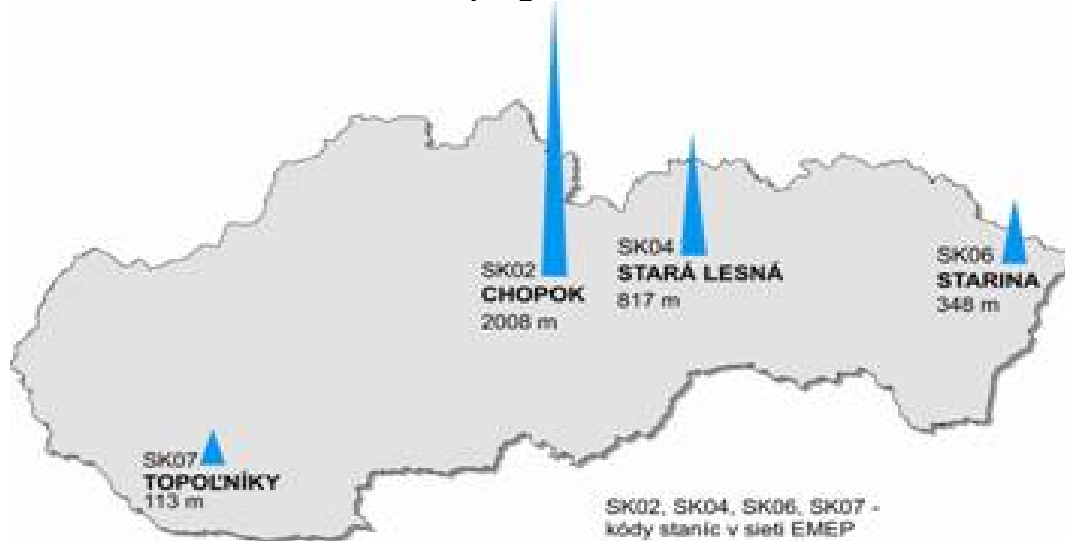 SK02
CHOPOK
2008 m
SK04
STARÁ LESNÁ
817 m
SK06
STARINA
348 m
SK07
TOPOĽNÍKY
113 m
SK02, SK04, SK06, SK07 -
kódy staníc v sieti EMEP